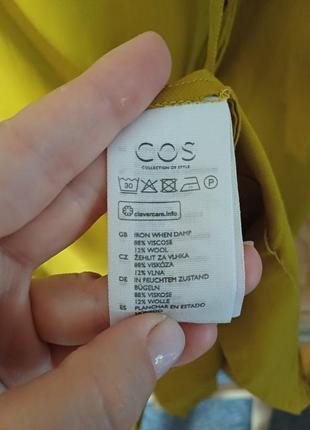 COS
COLLECTION OF STYLE
30 P
clevercare.info
GB IRON WHEN DAMP
88% VISCOSE
12% WOOL
CZ ŽEHLIT ZA VLHKA
88% VISKÓZA
12% VLNA
DE IN FEUCHTEM ZUSTAND
BÜGELN
88% VISKOSE
12% WOLLE
ES PLANCHAR EN ESTADO